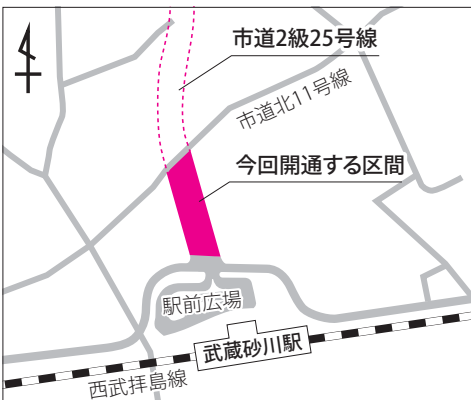 市道2級25号線
市道北11号線
今回開通する区間
駅前広場
武蔵砂川駅
西武拝島線